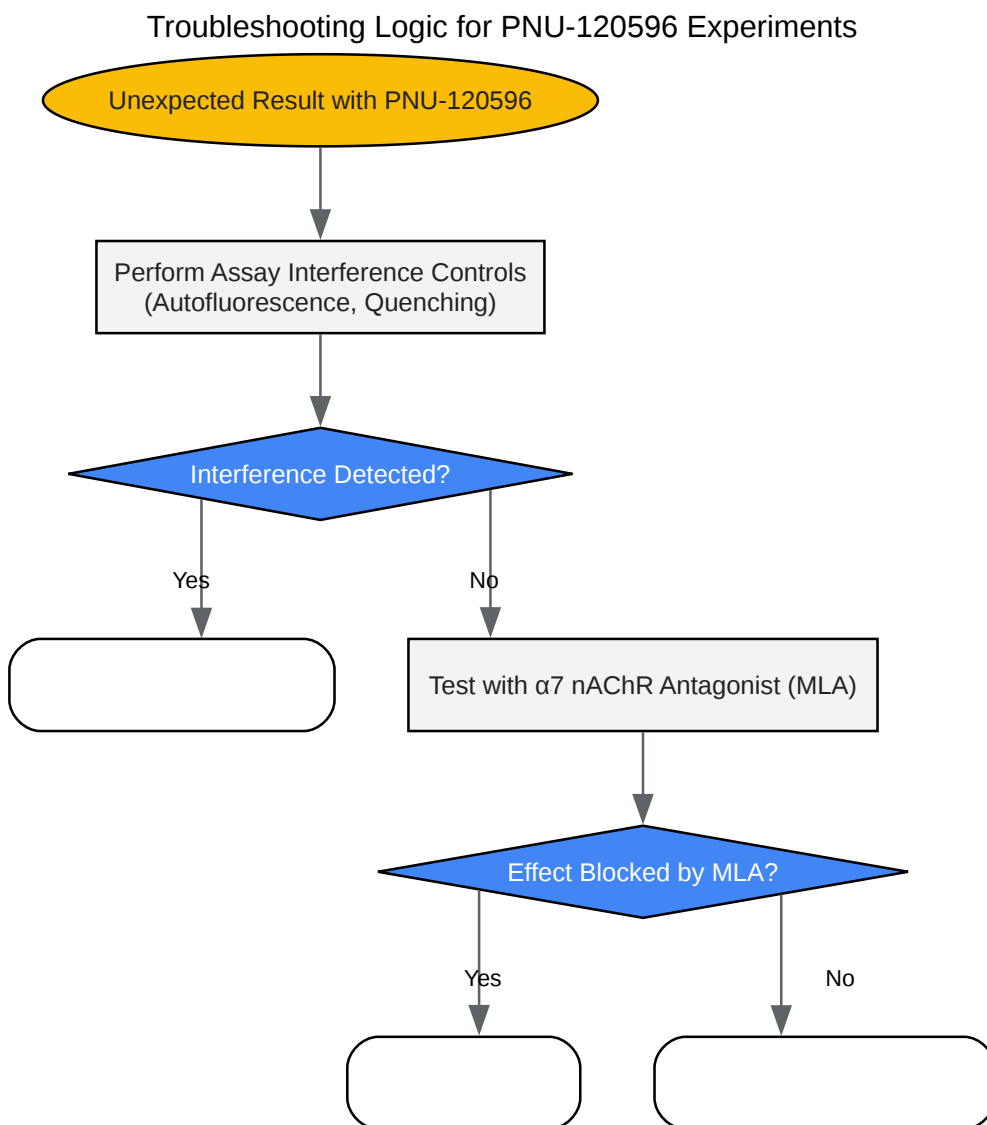 Troubleshooting Logic for PNU-120596 Experiments
Unexpected Result with PNU-120596
Perform Assay Interference Controls
(Autofluorescence, Quenching)
Interference Detected?
Yes
No
Test with α7 nAChR Antagonist (MLA)
Effect Blocked by MLA?
Yes
No